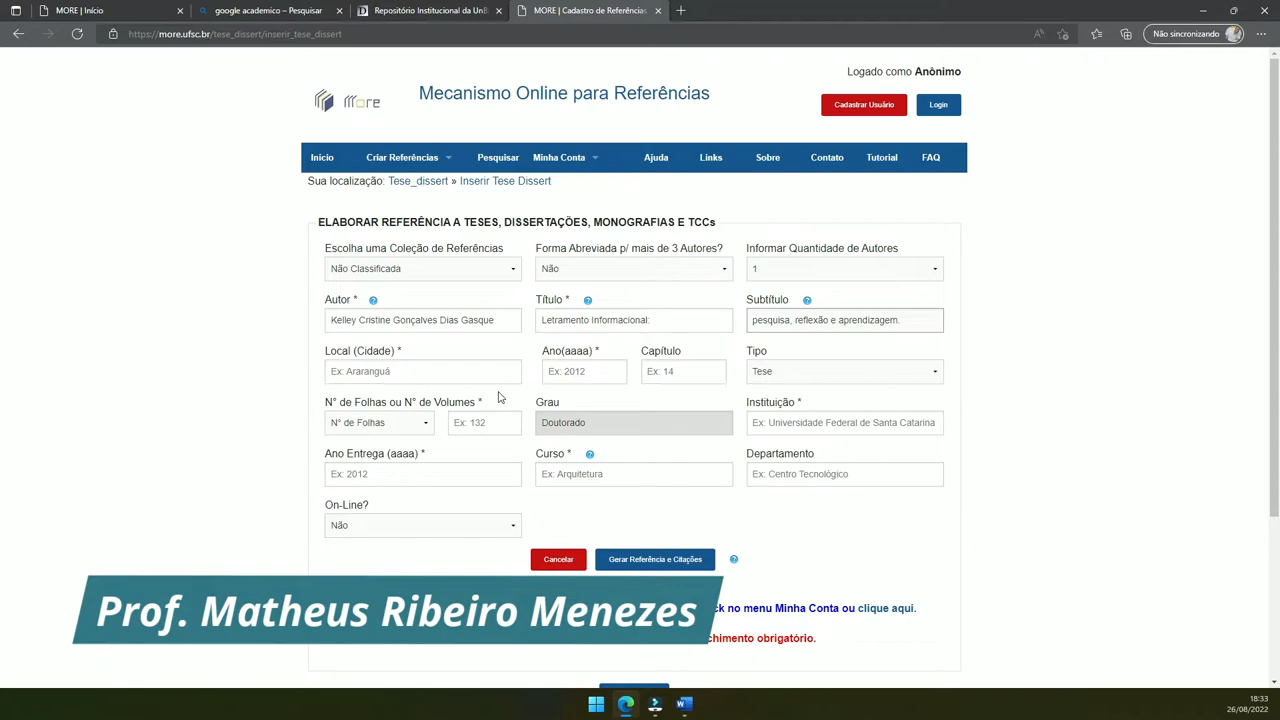 MORE | Início
google academico – Pesquisar
Repositório Institucional da UnB
MORE | Cadastro de Referências
https://more.ufsc.br/tese_dissert/inserir_tese_dissert
Não sincronizando
Logado como Anônimo
more
Mecanismo Online para Referências
Cadastrar Usuário
Login
Início
Criar Referências
Pesquisar
Minha Conta
Ajuda
Links
Sobre
Contato
Tutorial
FAQ
Sua localização: Tese_dissert » Inserir Tese Dissert
ELABORAR REFERÊNCIA A TESES, DISSERTAÇÕES, MONOGRAFIAS E TCCs
Escolha uma Coleção de Referências
Forma Abreviada p/ mais de 3 Autores?
Informar Quantidade de Autores
Não Classificada
Não
1
Autor *
Título *
Subtítulo
Kelley Cristine Gonçalves Dias Gasque
Letramento Informacional:
pesquisa, reflexão e aprendizagem.
Local (Cidade) *
Ano(aaaa) *
Capítulo
Tipo
Ex: Araranguá
Ex: 2012
Ex: 14
Tese
N° de Folhas ou N° de Volumes *
Grau
Instituição *
N° de Folhas
Ex: 132
Doutorado
Ex: Universidade Federal de Santa Catarina
Ano Entrega (aaaa) *
Curso *
Departamento
Ex: 2012
Ex: Arquitetura
Ex: Centro Tecnológico
On-Line?
Não
Cancelar
Gerar Referência e Citações
ck no menu Minha Conta ou clique aqui.
Prof. Matheus Ribeiro Menezes
chimento obrigatório.
18:33
26/08/2022